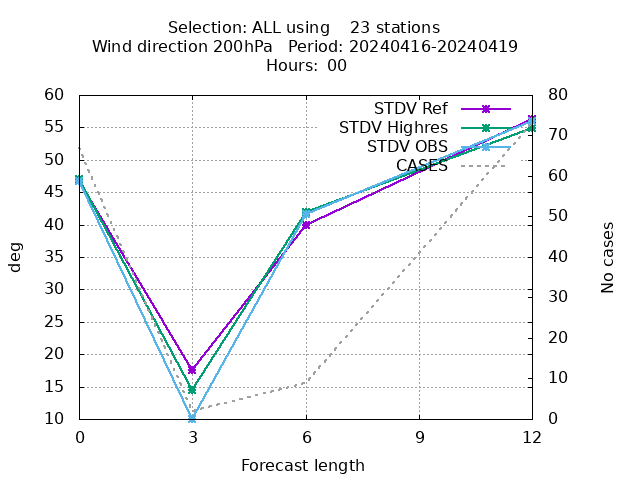 Selection: ALL using    23 stations
Wind direction 200hPa   Period: 20240416-20240419
Hours: 00
60 80
STDV Ref
STDV Highres
STDV OBS
CASES
55 70
50 60
45
40 50
35 40
30 30
25
20 20
15 10
10 0
deg
No cases
0 3 6 9 12
Forecast length